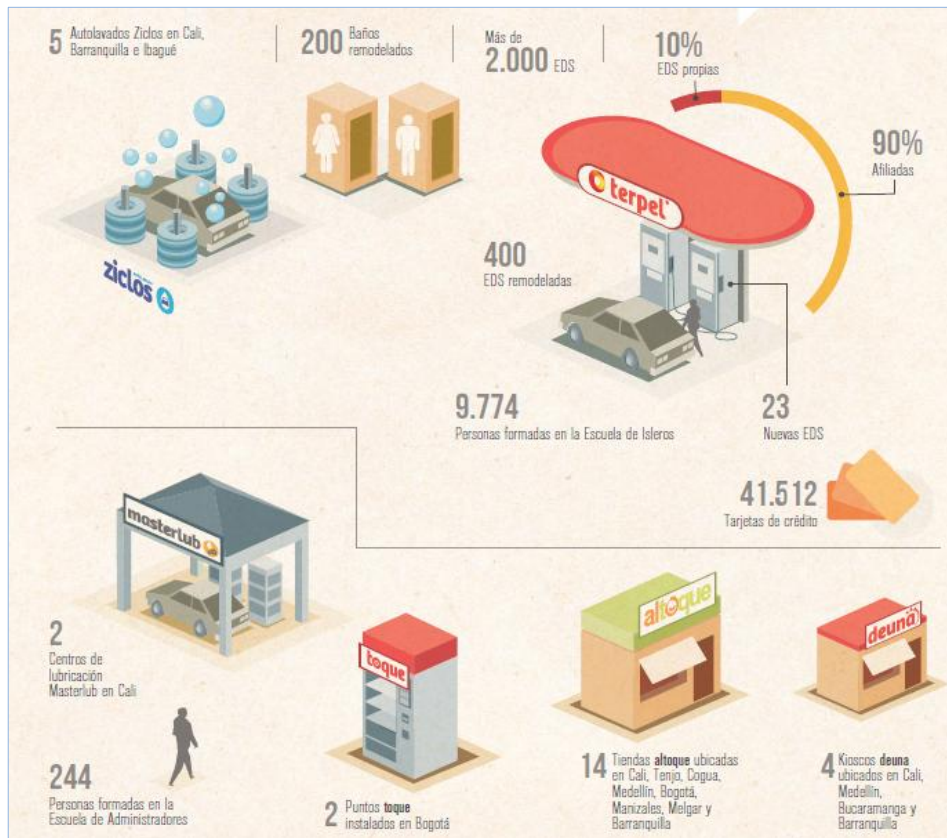 5 Autolavados Ziclos en Cali,
Barranquilla e Ibagué
200 Baños
remodelados
Más de
2.000 EDS
10%
EDS propias
90%
Afiliadas
terpel
400
EDS remodeladas
ziclos
9.774
Personas formadas en la Escuela de Isleros
23
Nuevas EDS
41.512
Tarjetas de crédito
masterlub
2
Centros de
lubricación
Masterlub en Cali
244
Personas formadas en la
Escuela de Administradores
toque
2 Puntos toque
instalados en Bogotá
altoque
14 Tiendas altoque ubicadas
en Cali, Tenjo, Cogua,
Medellín, Bogotá,
Manizales, Melgar y
Barranquilla
deuna
4 Kioscos deuna
ubicados en Cali,
Medellín,
Bucaramanga y
Barranquilla